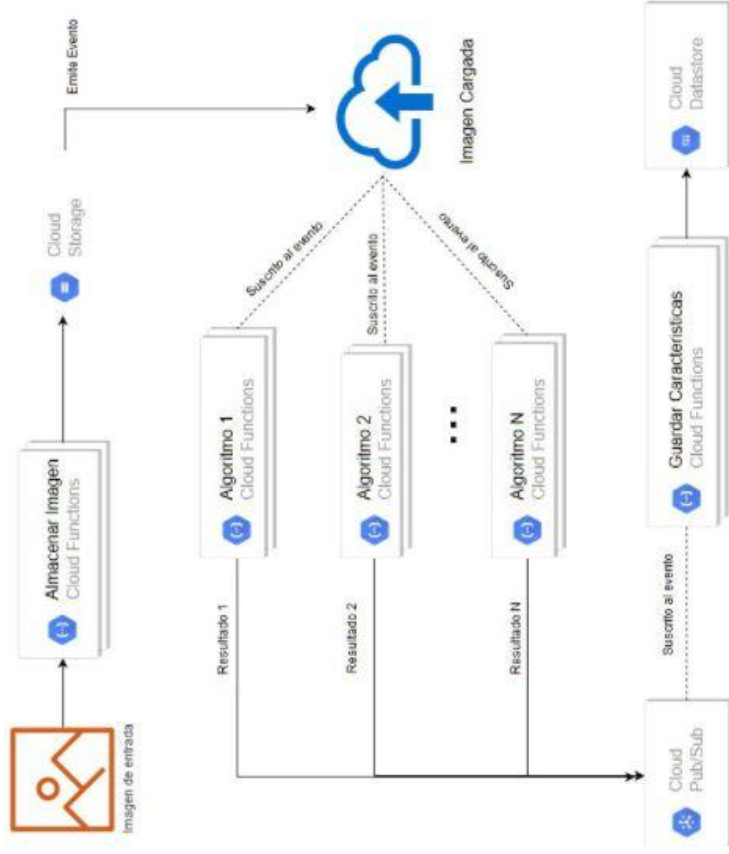 Imagen de entrada
Almacenar Imagen
Cloud Functions
Cloud
Storage
Emite Evento
Imagen Cargada
Suscrito al evento
Suscrito al evento
Suscrito al evento
Algoritmo 1
Cloud Functions
Resultado 1
Algoritmo 2
Cloud Functions
Resultado 2
...
Algoritmo N
Cloud Functions
Resultado N
Cloud
Pub/Sub
Suscrito al evento
Guardar Características
Cloud Functions
Cloud
Datastore